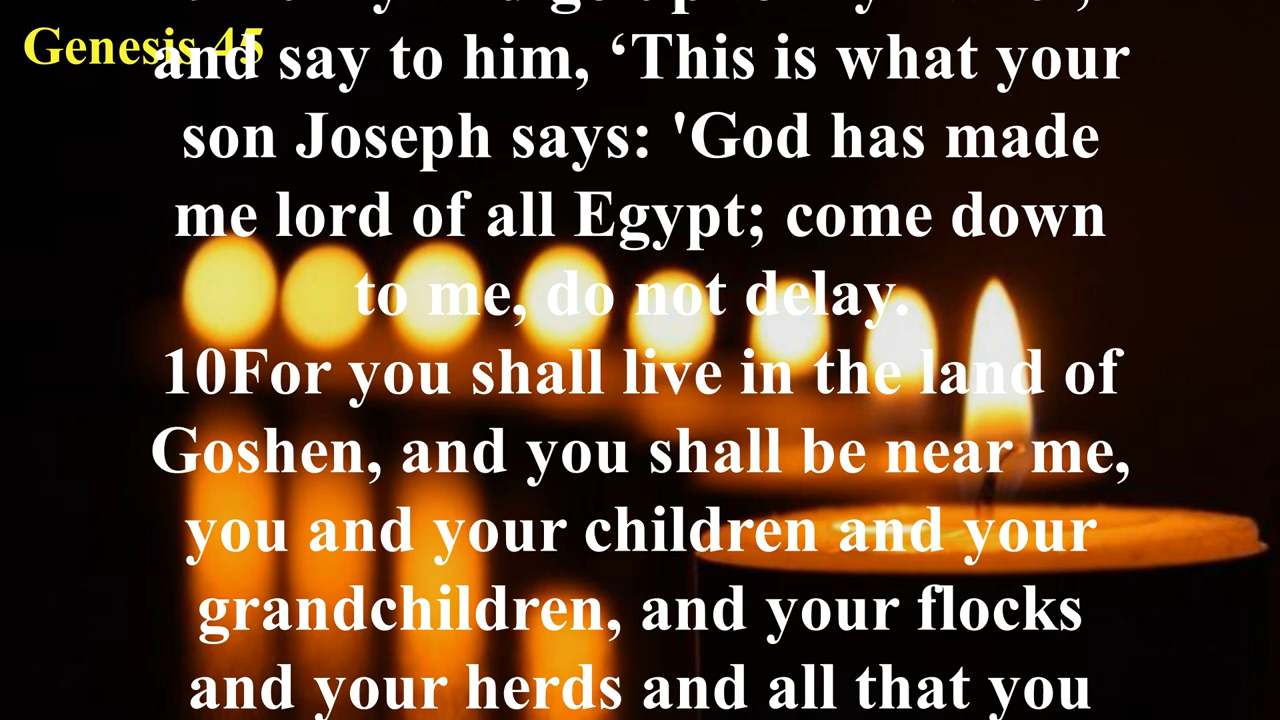 Genesis 45
and say to him, ‘This is what your
son Joseph says: 'God has made
me lord of all Egypt; come down
to me, do not delay.
10For you shall live in the land of
Goshen, and you shall be near me,
you and your children and your
grandchildren, and your flocks
and your herds and all that you